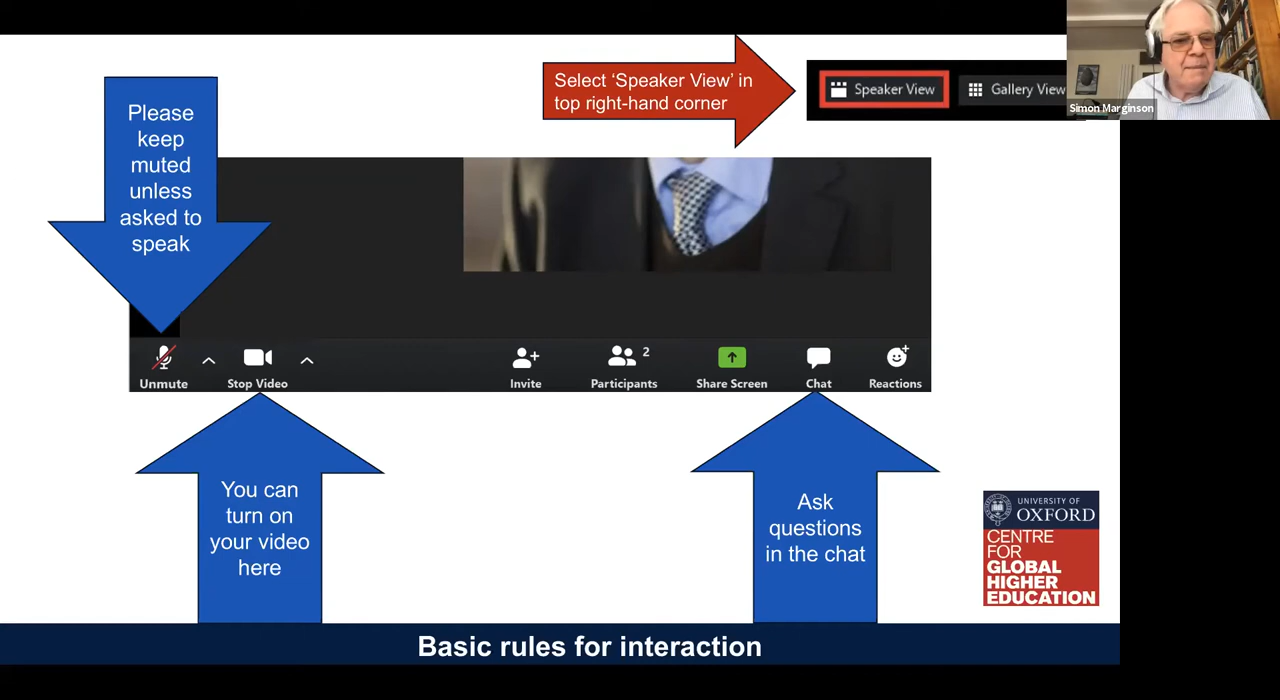 Select ‘Speaker View’ in
top right-hand corner
Speaker View
Gallery View
Simon Marginson
Please
keep
muted
unless
asked to
speak
Unmute
Stop Video
Invite
Participants
2
Share Screen
Chat
Reactions
You can
turn on
your video
here
Ask
questions
in the chat
UNIVERSITY OF
OXFORD
CENTRE
FOR
GLOBAL
HIGHER
EDUCATION
Basic rules for interaction